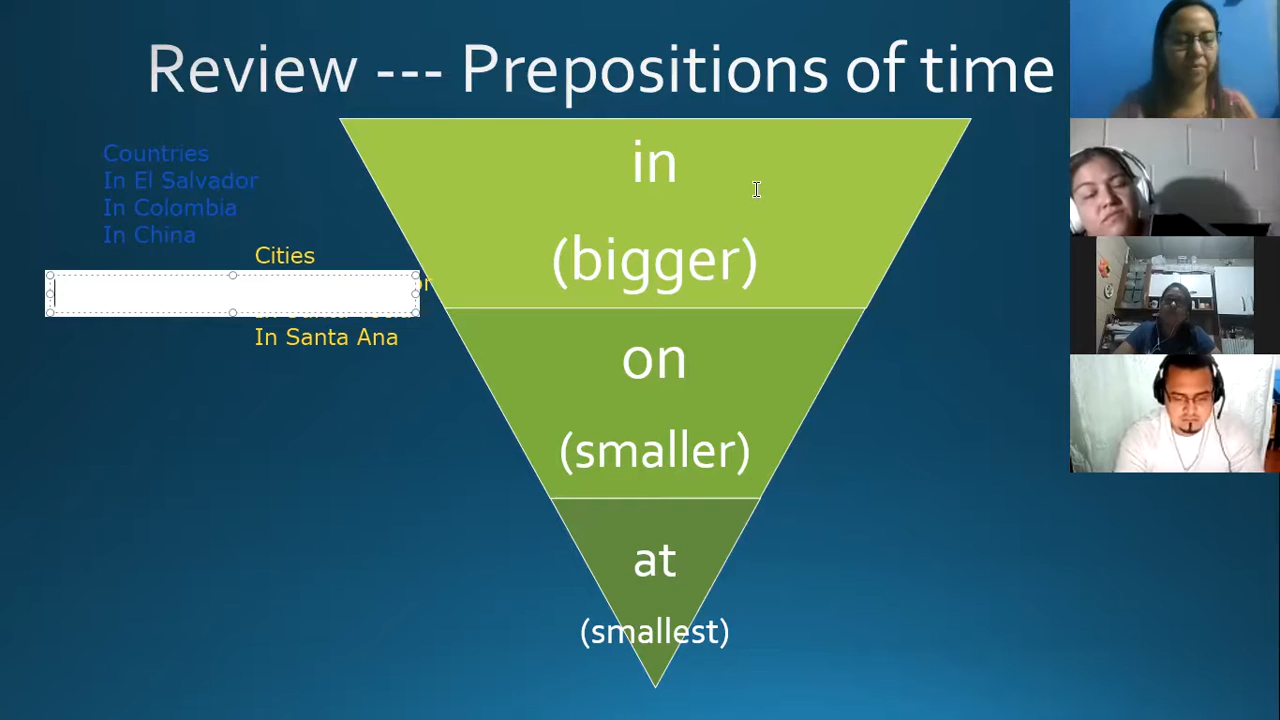 Review --- Prepositions of time
Countries
In El Salvador
In Colombia
In China
Cities
In Santa Ana
in
(bigger)
on
(smaller)
at
(smallest)